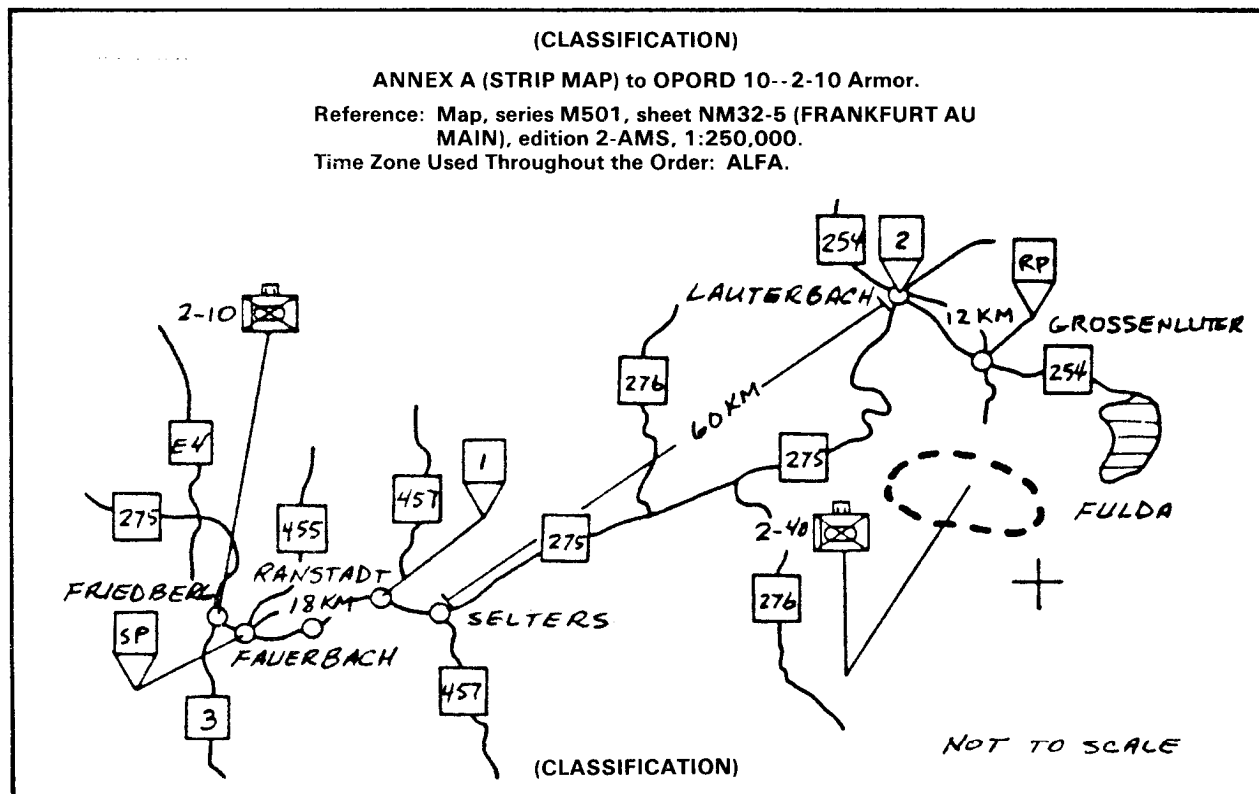 (CLASSIFICATION)
ANNEX A (STRIP MAP) to OPORD 10--2-10 Armor.
Reference: Map, series M501, sheet NM32-5 (FRANKFURT AU
MAIN), edition 2-AMS, 1:250,000.
Time Zone Used Throughout the Order: ALFA.
254
2
RP
2-10
LAUTERBACH
12 KM
GROSSENLUTER
276
254
60 KM
E4
457
1
275
275
455
275
2-40
FULDA
FRIEDBERG
RANSTADT
18 KM
276
SP
SELTERS
FAUERBACH
457
3
NOT TO SCALE
(CLASSIFICATION)